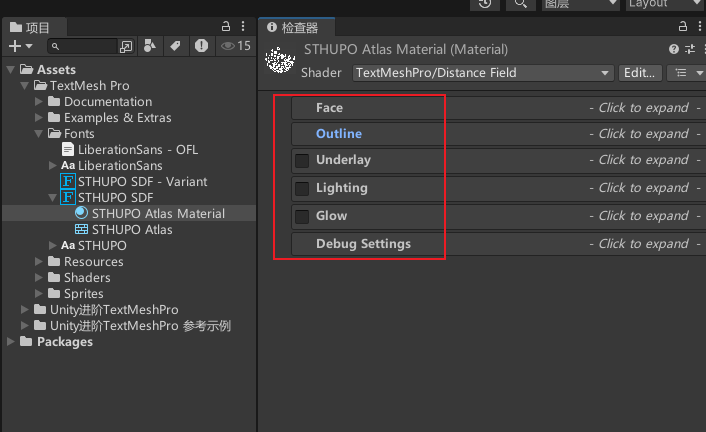 图层
Layout
项目
检查器
15
STHUPO Atlas Material (Material)
Shader TextMeshPro/Distance Field Edit...
Assets
TextMesh Pro
Documentation
Examples & Extras
Fonts
LiberationSans - OFL
Aa LiberationSans
STHUPO SDF - Variant
STHUPO SDF
STHUPO Atlas Material
STHUPO Atlas
Aa STHUPO
Resources
Shaders
Sprites
Unity进阶TextMeshPro
Unity进阶TextMeshPro 参考示例
Packages
Face - Click to expand -
Outline - Click to expand -
Underlay - Click to expand -
Lighting - Click to expand -
Glow - Click to expand -
Debug Settings - Click to expand -